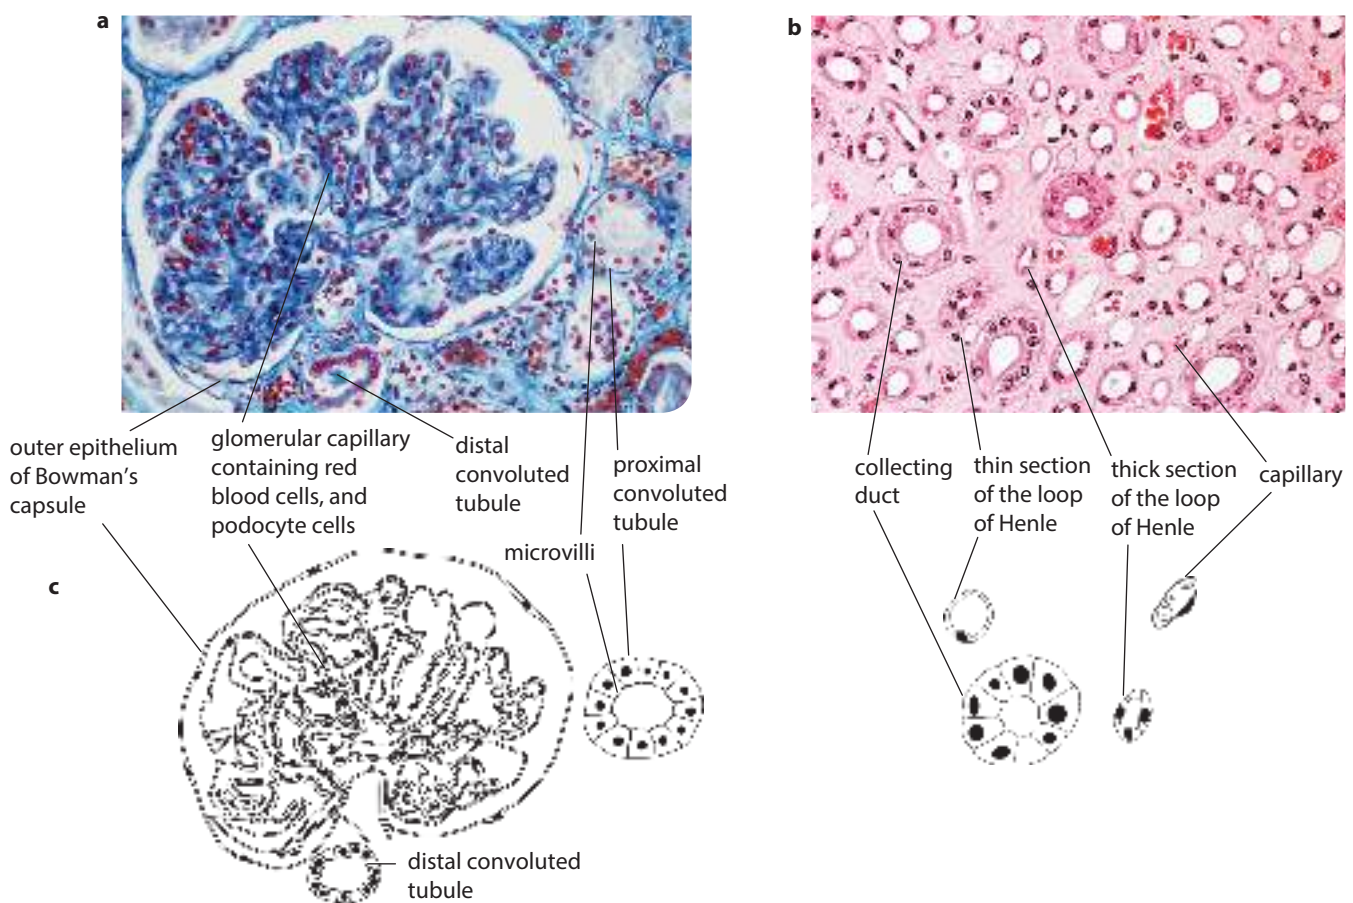 a
b
outer epithelium
of Bowman's
capsule
glomerular capillary
containing red
blood cells, and
podocyte cells
distal
convoluted
tubule
proximal
convoluted
tubule
microvilli
collecting
duct
thin section
of the loop
of Henle
thick section
of the loop
of Henle
capillary
c
distal convoluted
tubule